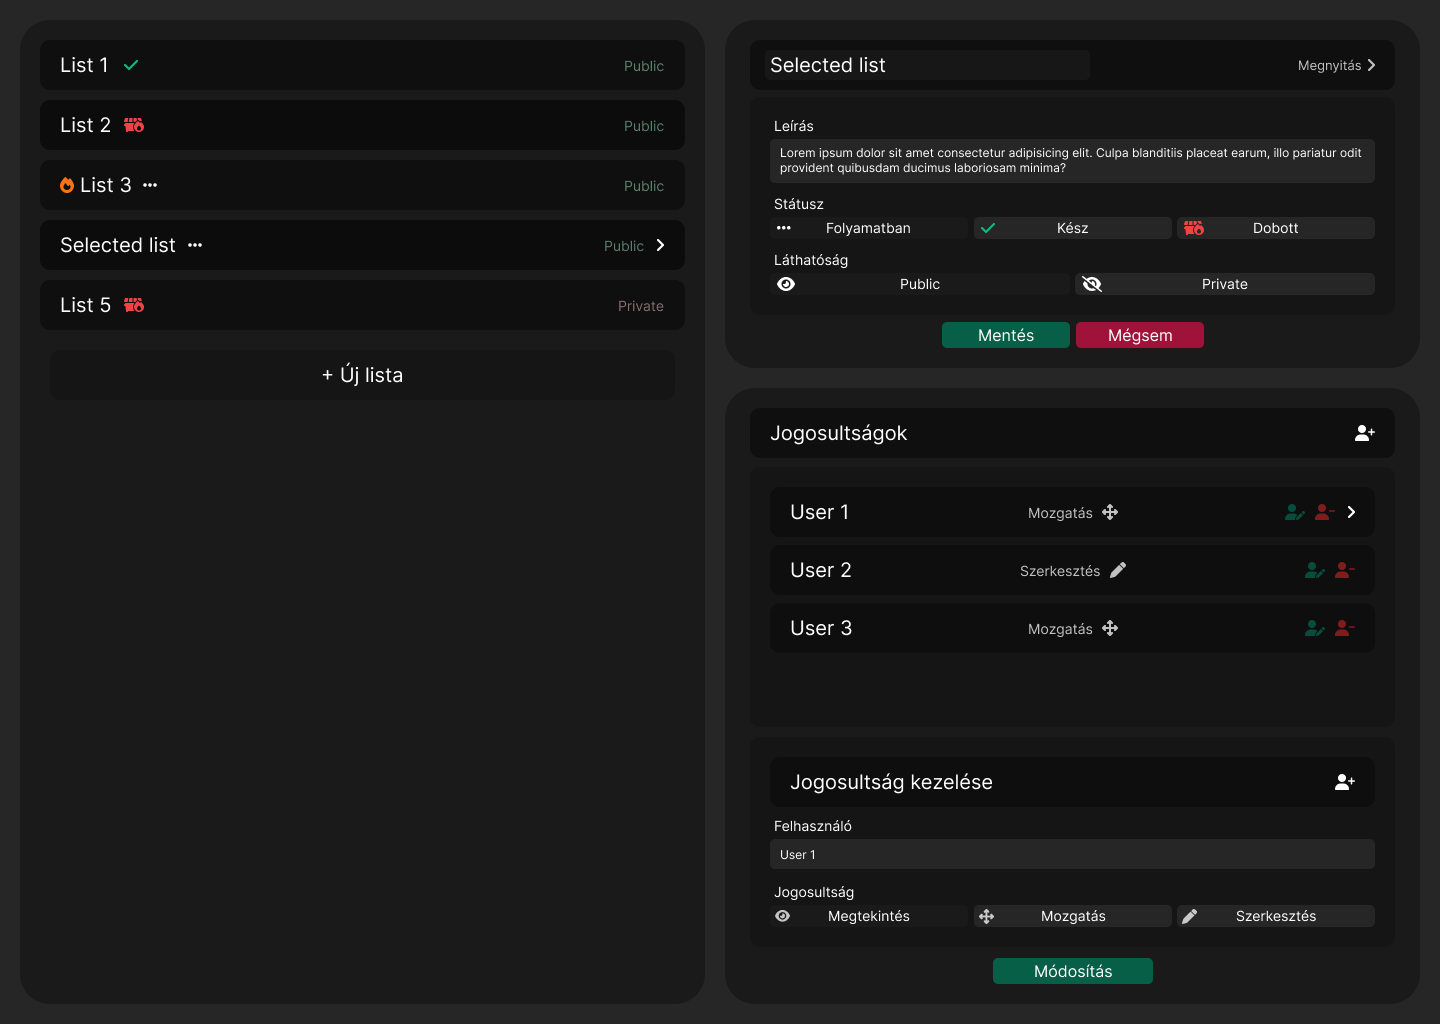 List 1
Public
List 2
Public
List 3
Public
Selected list
Public
List 5
Private
+ Új lista
Selected list
Megnyitás
Leírás
Lorem ipsum dolor sit amet consectetur adipisicing elit. Culpa blanditiis placeat earum, illo pariatur odit
provident quibusdam ducimus laboriosam minima?
Státusz
Folyamatban
Kész
Dobott
Láthatóság
Public
Private
Mentés
Mégsem
Jogosultságok
User 1
Mozgatás
User 2
Szerkesztés
User 3
Mozgatás
Jogosultság kezelése
Felhasználó
User 1
Jogosultság
Megtekintés
Mozgatás
Szerkesztés
Módosítás